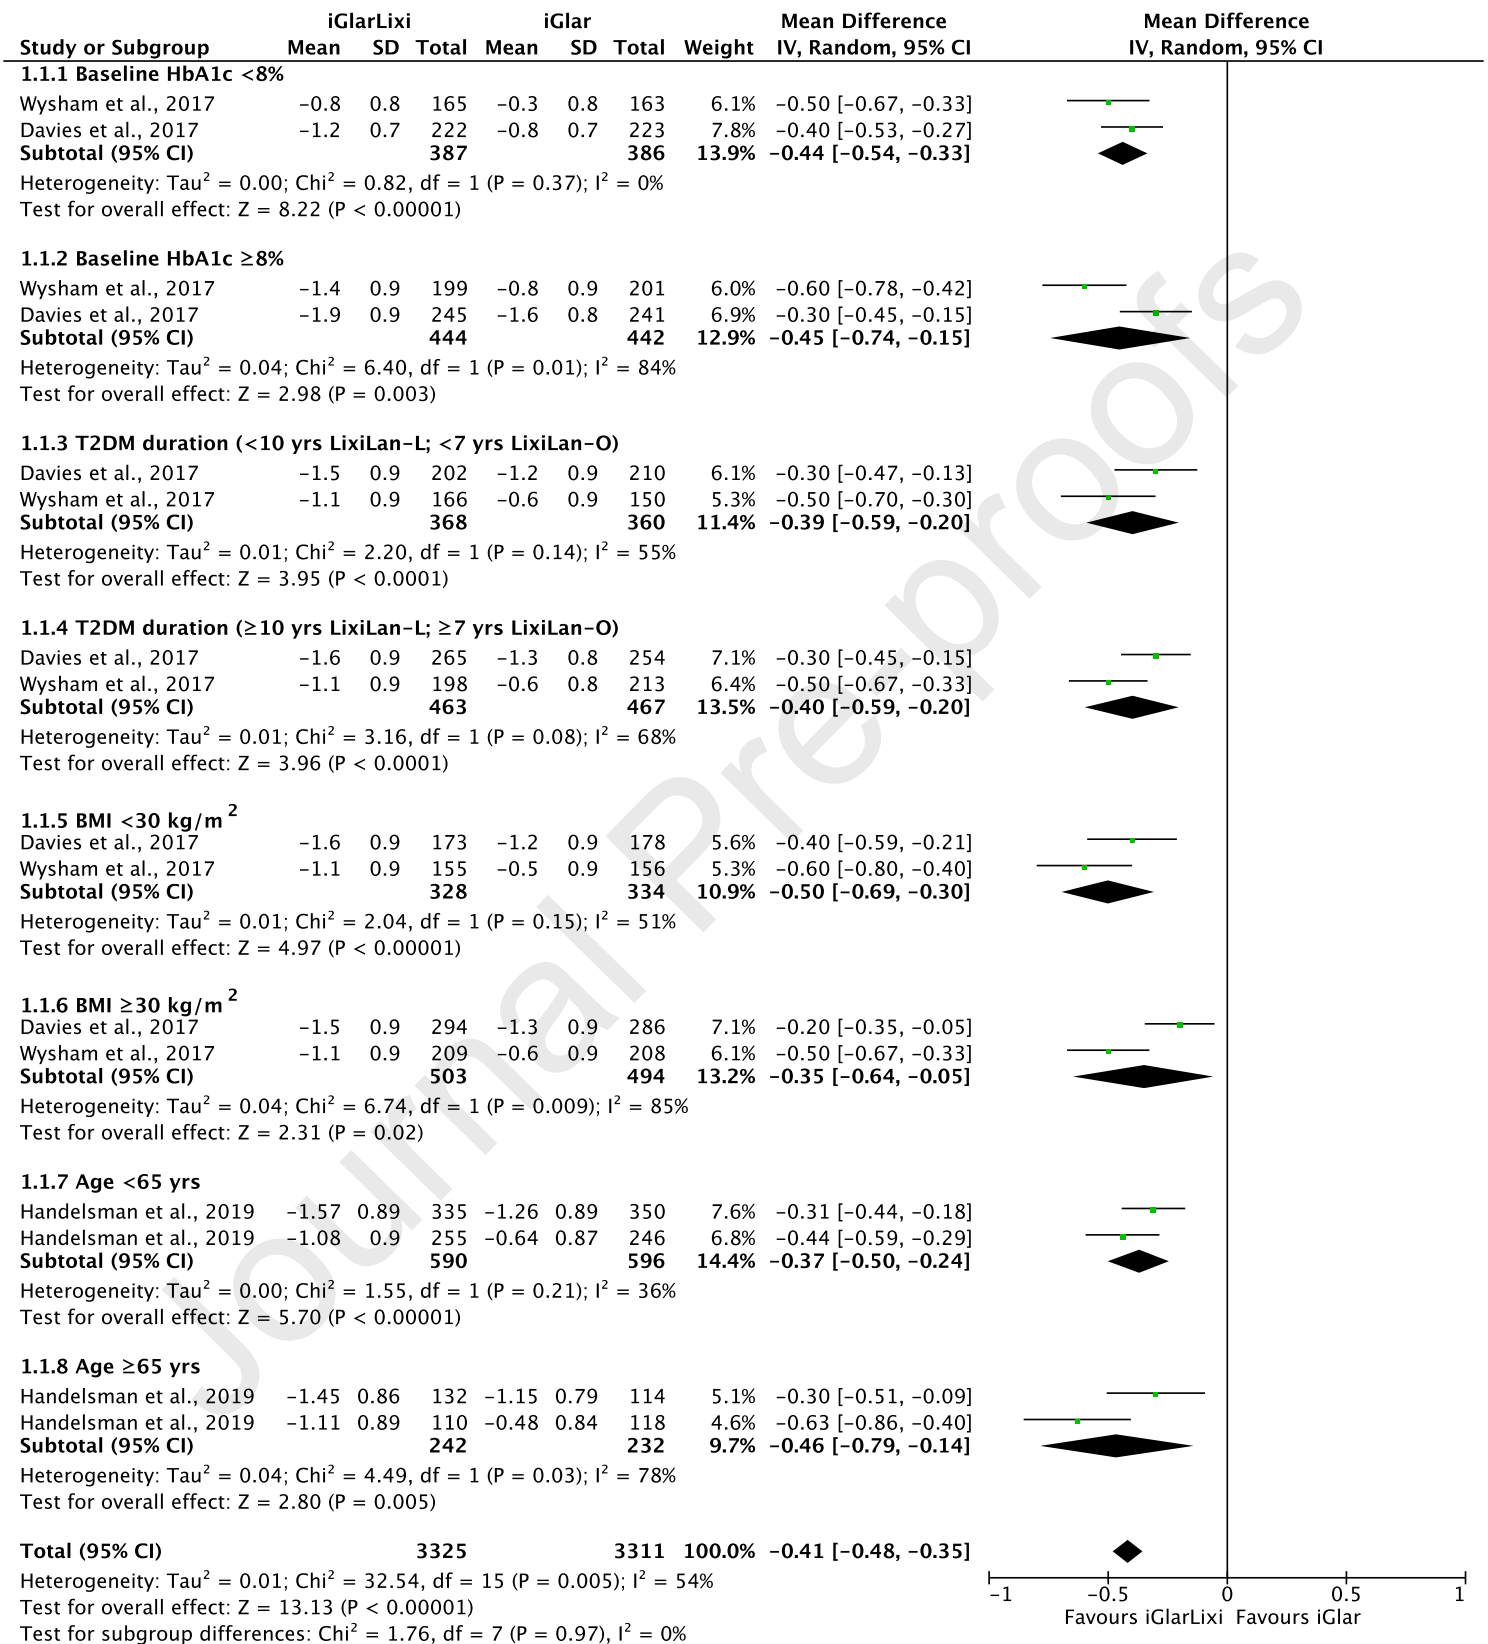 iGlarLixi iGlar Mean Difference Mean Difference
Study or Subgroup Mean SD Total Mean SD Total Weight IV, Random, 95% CI IV, Random, 95% CI
1.1.1 Baseline HbA1c <8%
Wysham et al., 2017 −0.8 0.8 165 −0.3 0.8 163 6.1% −0.50 [−0.67, −0.33]
Davies et al., 2017 −1.2 0.7 222 −0.8 0.7 223 7.8% −0.40 [−0.53, −0.27]
Subtotal (95% CI) 387 386 13.9% −0.44 [−0.54, −0.33]
Heterogeneity: Tau² = 0.00; Chi² = 0.82, df = 1 (P = 0.37); I² = 0%
Test for overall effect: Z = 8.22 (P < 0.00001)
1.1.2 Baseline HbA1c ≥8%
Wysham et al., 2017 −1.4 0.9 199 −0.8 0.9 201 6.0% −0.60 [−0.78, −0.42]
Davies et al., 2017 −1.9 0.9 245 −1.6 0.8 241 6.9% −0.30 [−0.45, −0.15]
Subtotal (95% CI) 444 442 12.9% −0.45 [−0.74, −0.15]
Heterogeneity: Tau² = 0.04; Chi² = 6.40, df = 1 (P = 0.01); I² = 84%
Test for overall effect: Z = 2.98 (P = 0.003)
1.1.3 T2DM duration (<10 yrs LixiLan−L; <7 yrs LixiLan−O)
Davies et al., 2017 −1.5 0.9 202 −1.2 0.9 210 6.1% −0.30 [−0.47, −0.13]
Wysham et al., 2017 −1.1 0.9 166 −0.6 0.9 150 5.3% −0.50 [−0.70, −0.30]
Subtotal (95% CI) 368 360 11.4% −0.39 [−0.59, −0.20]
Heterogeneity: Tau² = 0.01; Chi² = 2.20, df = 1 (P = 0.14); I² = 55%
Test for overall effect: Z = 3.95 (P < 0.0001)
1.1.4 T2DM duration (≥10 yrs LixiLan−L; ≥7 yrs LixiLan−O)
Davies et al., 2017 −1.6 0.9 265 −1.3 0.8 254 7.1% −0.30 [−0.45, −0.15]
Wysham et al., 2017 −1.1 0.9 198 −0.6 0.8 213 6.4% −0.50 [−0.67, −0.33]
Subtotal (95% CI) 463 467 13.5% −0.40 [−0.59, −0.20]
Heterogeneity: Tau² = 0.01; Chi² = 3.16, df = 1 (P = 0.08); I² = 68%
Test for overall effect: Z = 3.96 (P < 0.0001)
1.1.5 BMI <30 kg/m²
Davies et al., 2017 −1.6 0.9 173 −1.2 0.9 178 5.6% −0.40 [−0.59, −0.21]
Wysham et al., 2017 −1.1 0.9 155 −0.5 0.9 156 5.3% −0.60 [−0.80, −0.40]
Subtotal (95% CI) 328 334 10.9% −0.50 [−0.69, −0.30]
Heterogeneity: Tau² = 0.01; Chi² = 2.04, df = 1 (P = 0.15); I² = 51%
Test for overall effect: Z = 4.97 (P < 0.00001)
1.1.6 BMI ≥30 kg/m²
Davies et al., 2017 −1.5 0.9 294 −1.3 0.9 286 7.1% −0.20 [−0.35, −0.05]
Wysham et al., 2017 −1.1 0.9 209 −0.6 0.9 208 6.1% −0.50 [−0.67, −0.33]
Subtotal (95% CI) 503 494 13.2% −0.35 [−0.64, −0.05]
Heterogeneity: Tau² = 0.04; Chi² = 6.74, df = 1 (P = 0.009); I² = 85%
Test for overall effect: Z = 2.31 (P = 0.02)
1.1.7 Age <65 yrs
Handelsman et al., 2019 −1.57 0.89 335 −1.26 0.89 350 7.6% −0.31 [−0.44, −0.18]
Handelsman et al., 2019 −1.08 0.9 255 −0.64 0.87 246 6.8% −0.44 [−0.59, −0.29]
Subtotal (95% CI) 590 596 14.4% −0.37 [−0.50, −0.24]
Heterogeneity: Tau² = 0.00; Chi² = 1.55, df = 1 (P = 0.21); I² = 36%
Test for overall effect: Z = 5.70 (P < 0.00001)
1.1.8 Age ≥65 yrs
Handelsman et al., 2019 −1.45 0.86 132 −1.15 0.79 114 5.1% −0.30 [−0.51, −0.09]
Handelsman et al., 2019 −1.11 0.89 110 −0.48 0.84 118 4.6% −0.63 [−0.86, −0.40]
Subtotal (95% CI) 242 232 9.7% −0.46 [−0.79, −0.14]
Heterogeneity: Tau² = 0.04; Chi² = 4.49, df = 1 (P = 0.03); I² = 78%
Test for overall effect: Z = 2.80 (P = 0.005)
Total (95% CI) 3325 3311 100.0% −0.41 [−0.48, −0.35]
Heterogeneity: Tau² = 0.01; Chi² = 32.54, df = 15 (P = 0.005); I² = 54%
Test for overall effect: Z = 13.13 (P < 0.00001)
Test for subgroup differences: Chi² = 1.76, df = 7 (P = 0.97), I² = 0%
−1 −0.5 0 0.5 1
Favours iGlarLixi Favours iGlar
Journal Pre-proofs